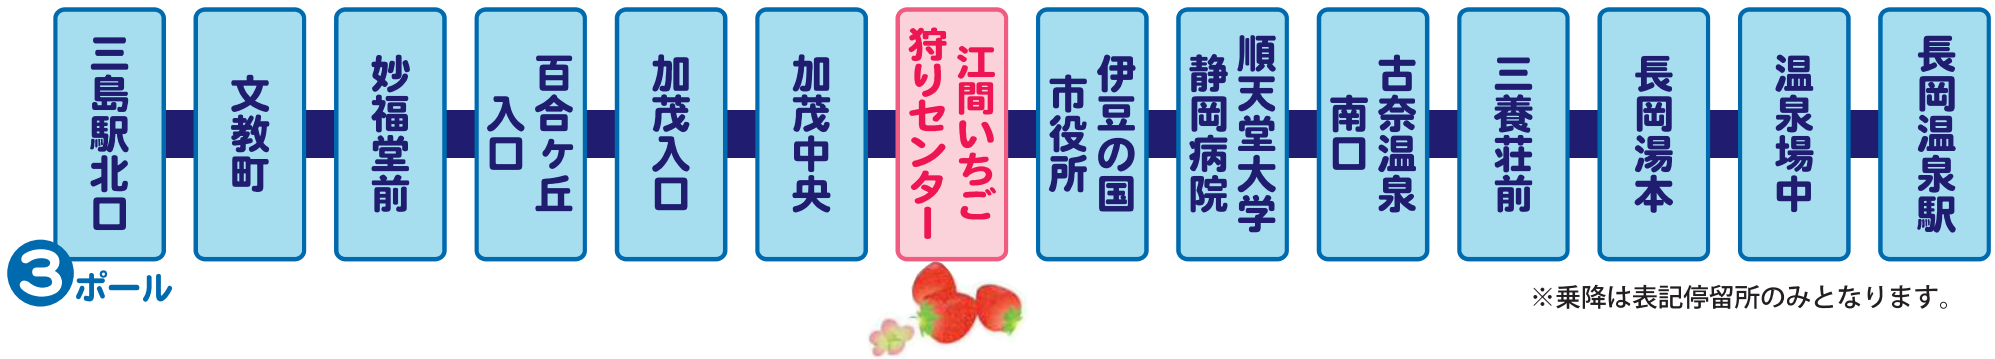 三島駅北口
文教町
妙福堂前
百合ヶ丘
入口
加茂入口
加茂中央
江間いちご
狩りセンター
伊豆の国
市役所
順天堂大学
静岡病院
古奈温泉
南口
三養荘前
長岡湯本
温泉場中
長岡温泉駅
3ポール
※乗降は表記停留所のみとなります。